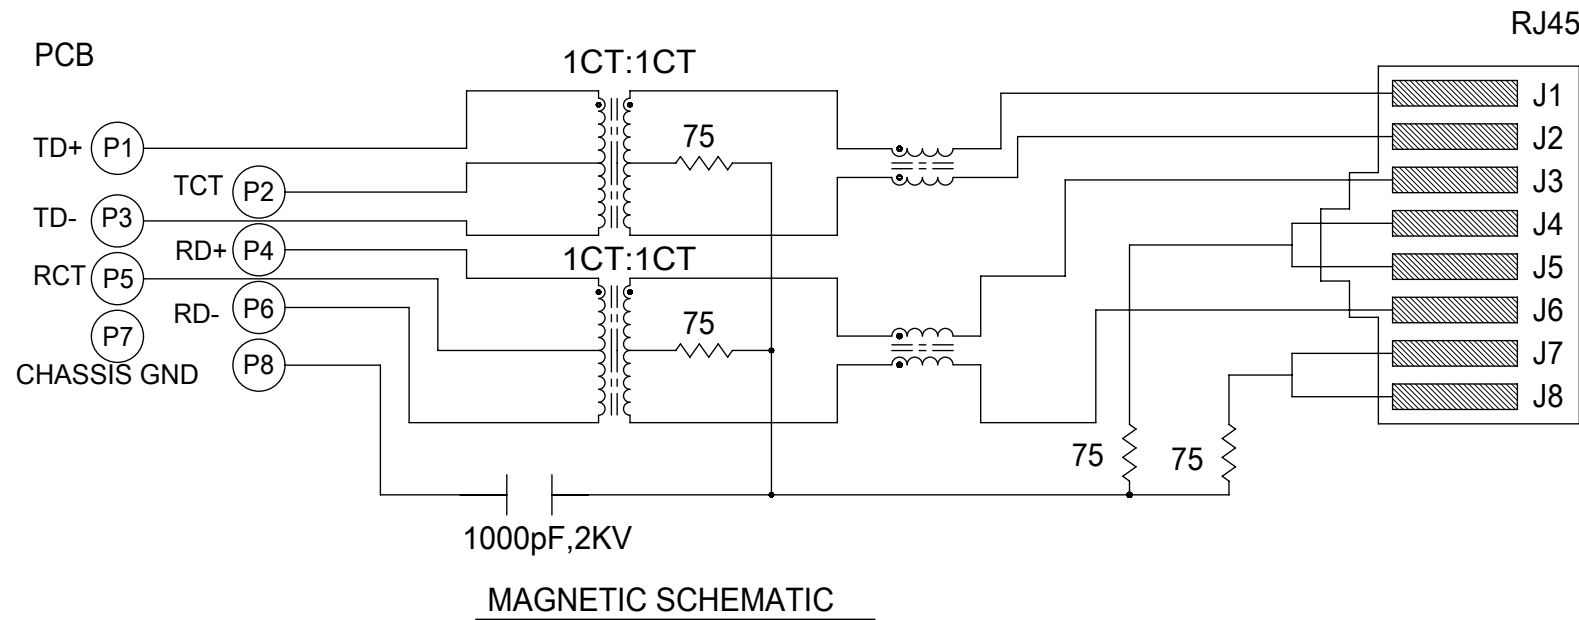 RJ45
PCB
1CT:1CT
J1
TD+ P1
75
J2
TCT P2
J3
TD- P3
J4
RD+ P4
1CT:1CT
RCT P5
J5
RD- P6
J6
P7
75
J7
CHASSIS GND P8
J8
75
75
1000pF,2KV
MAGNETIC SCHEMATIC